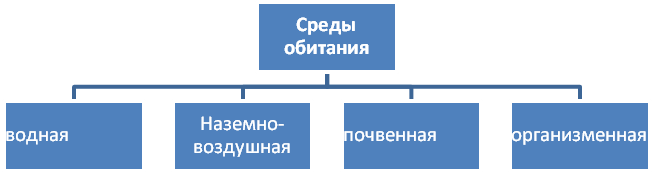 Среды
обитания
водная
Наземно-
воздушная
почвенная
организменная